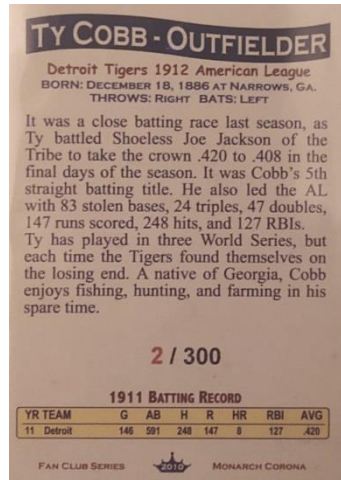 TY COBB - OUTFIELDER
Detroit Tigers 1912 American League
BORN: DECEMBER 18, 1886 AT NARROWS, GA.
THROWS: RIGHT BATS: LEFT
It was a close batting race last season, as
Ty battled Shoeless Joe Jackson of the
Tribe to take the crown .420 to .408 in the
final days of the season. It was Cobb's 5th
straight batting title. He also led the AL
with 83 stolen bases, 24 triples, 47 doubles,
147 runs scored, 248 hits, and 127 RBIs.
Ty has played in three World Series, but
each time the Tigers found themselves on
the losing end. A native of Georgia, Cobb
enjoys fishing, hunting, and farming in his
spare time.
2 / 300
1911 BATTING RECORD
YR TEAM G AB H R HR RBI AVG
11 Detroit 146 591 248 147 8 127 .420
FAN CLUB SERIES 2010 MONARCH CORONA